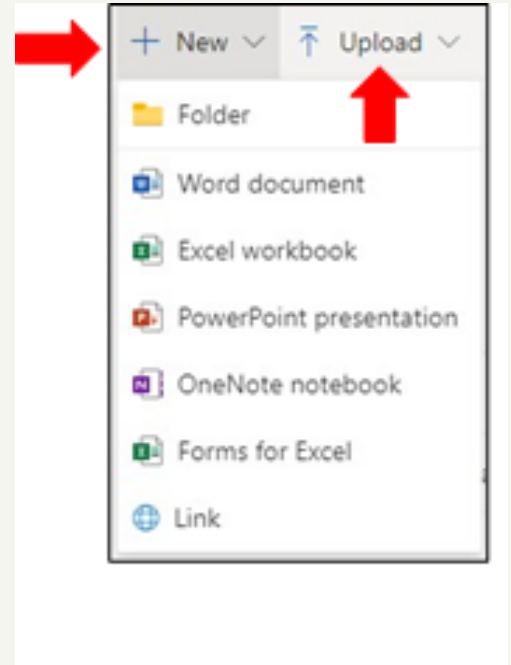 + New Upload
Folder
Word document
Excel workbook
PowerPoint presentation
OneNote notebook
Forms for Excel
Link